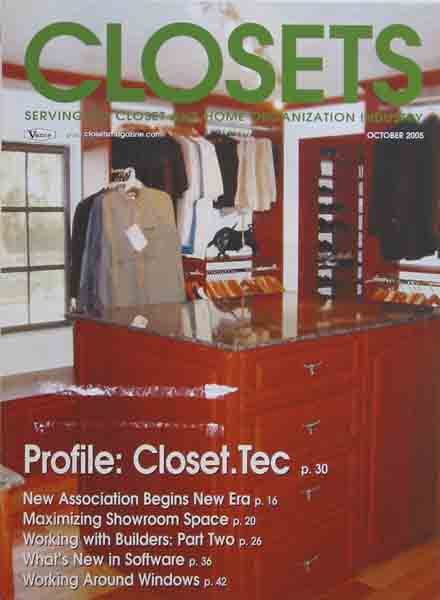 CLOSETS
SERVING THE CLOSET AND HOME ORGANIZATION INDUSTRY
Vance www.closetsmagazine.com OCTOBER 2005
Profile: Closet.Tec p. 30
New Association Begins New Era p. 16
Maximizing Showroom Space p. 20
Working with Builders: Part Two p. 26
What's New in Software p. 36
Working Around Windows p. 42